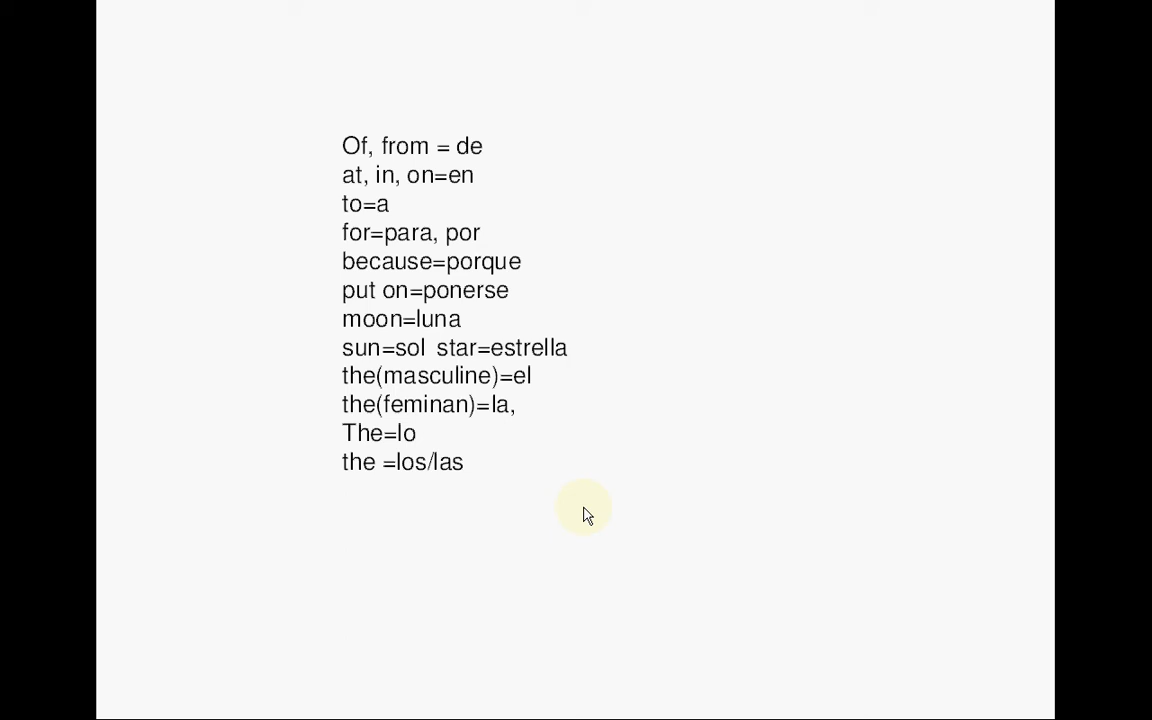 Of, from = de
at, in, on=en
to=a
for=para, por
because=porque
put on=ponerse
moon=luna
sun=sol  star=estrella
the(masculine)=el
the(feminan)=la,
The=lo
the =los/las